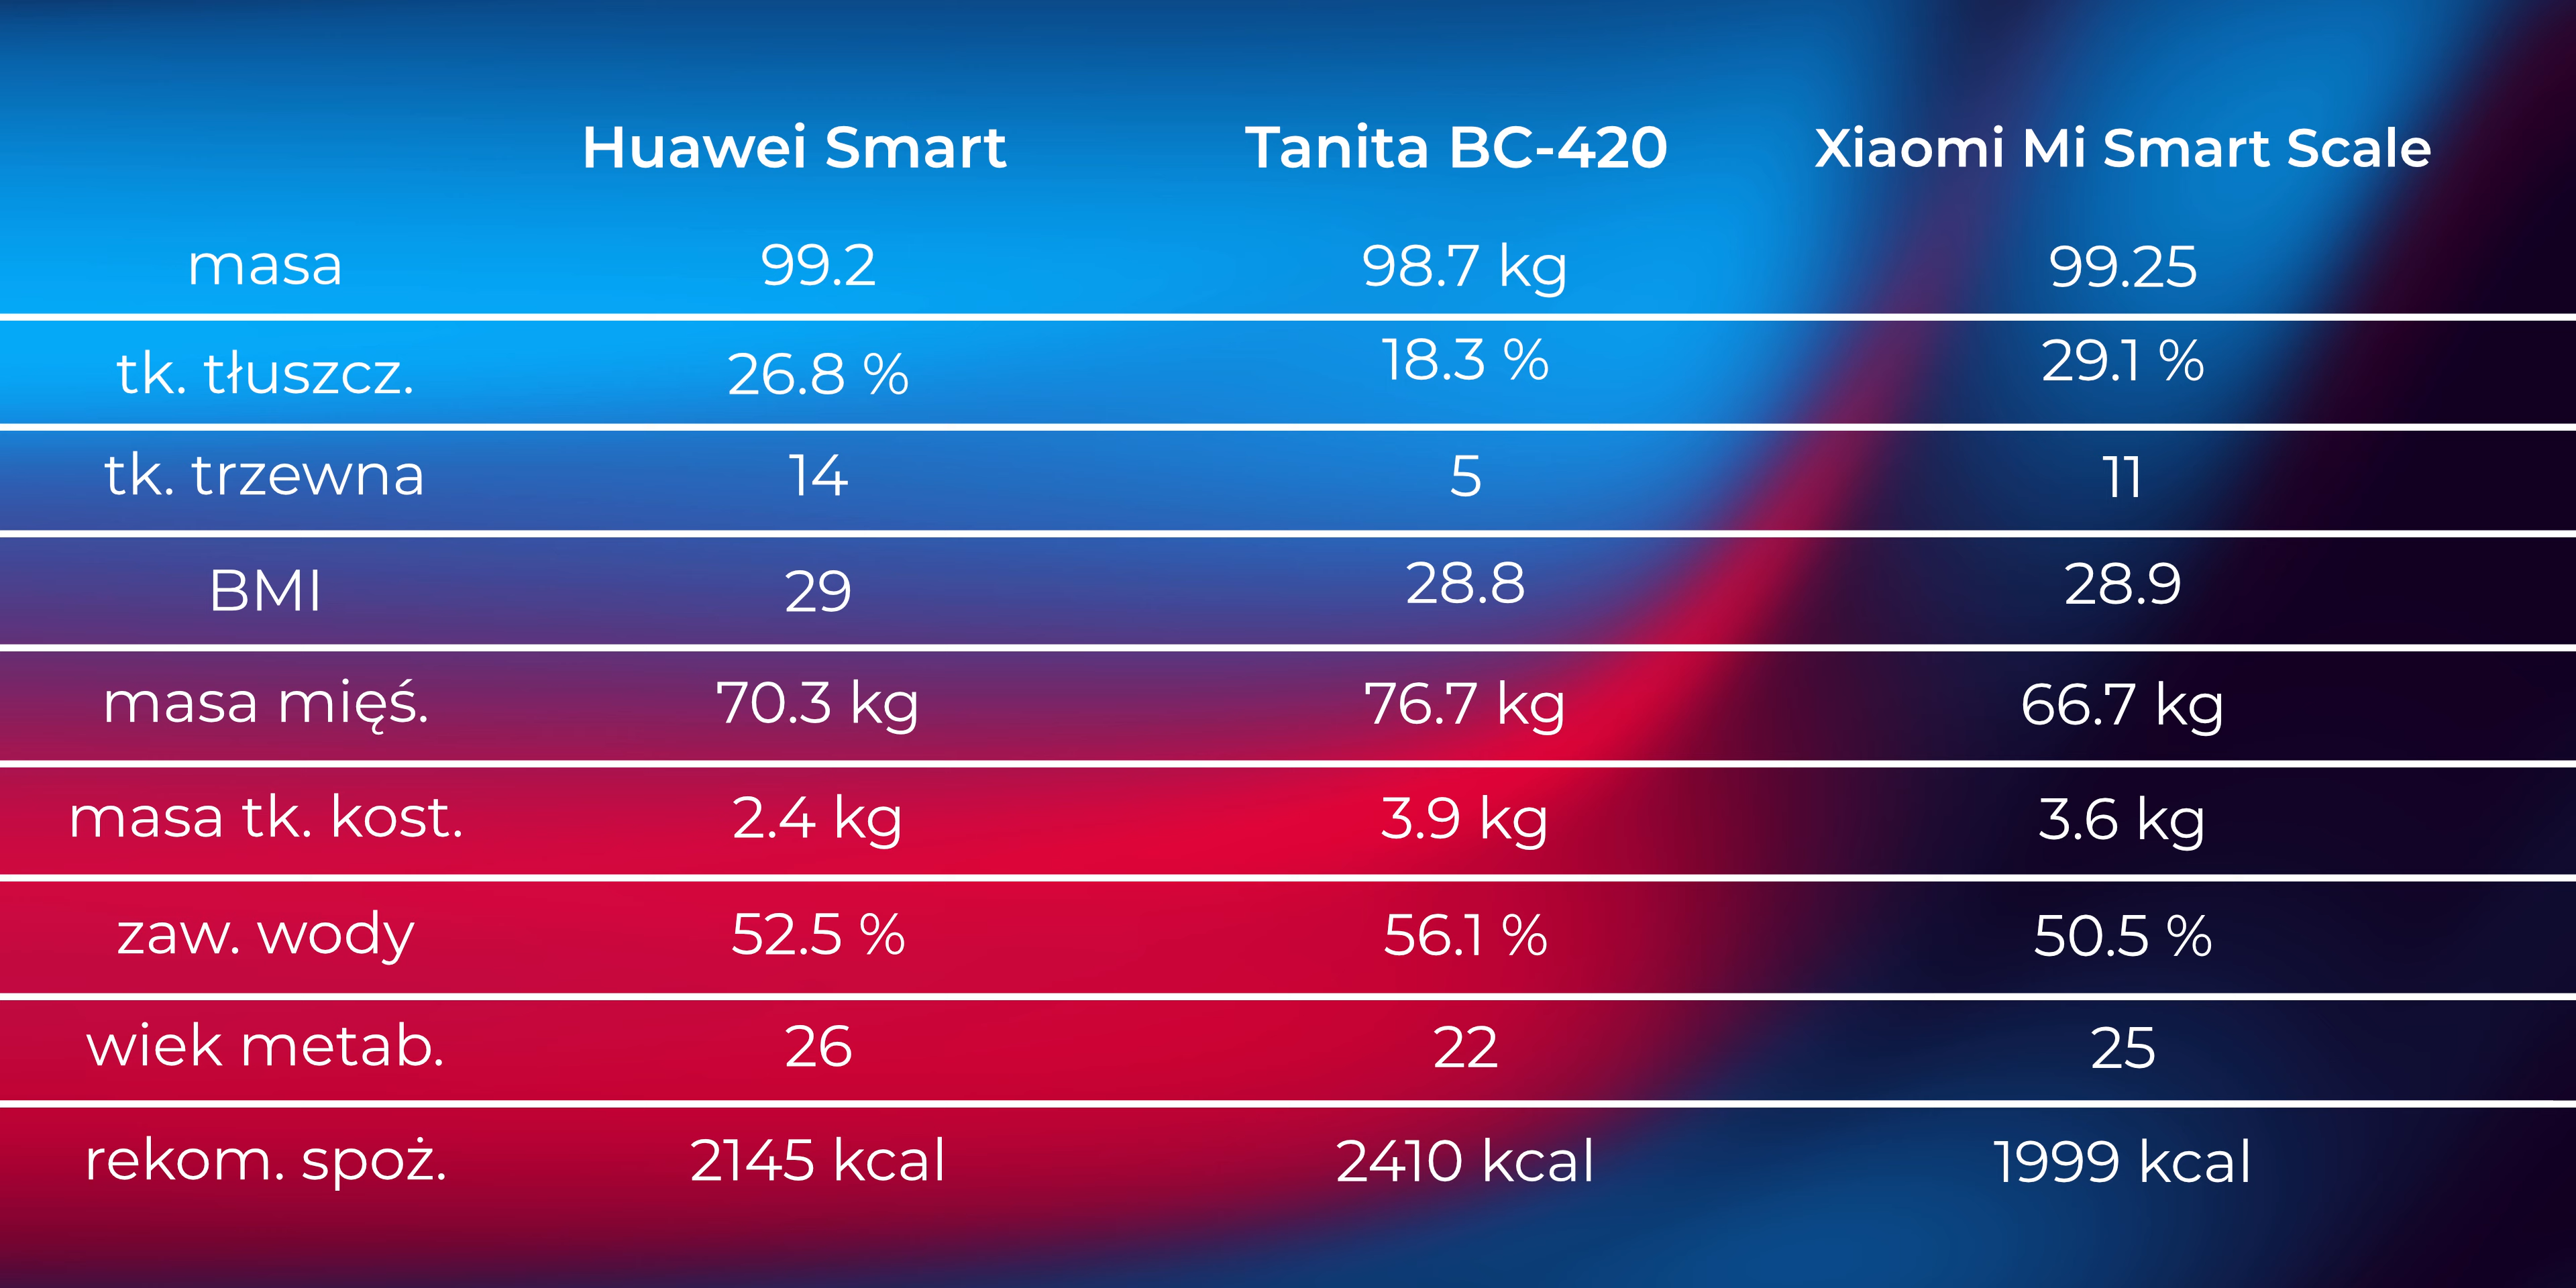 Huawei Smart Tanita BC-420 Xiaomi Mi Smart Scale
masa 99.2 98.7 kg 99.25
tk. tłuszcz. 26.8 % 18.3 % 29.1 %
tk. trzewna 14 5 11
BMI 29 28.8 28.9
masa mięś. 70.3 kg 76.7 kg 66.7 kg
masa tk. kost. 2.4 kg 3.9 kg 3.6 kg
zaw. wody 52.5 % 56.1 % 50.5 %
wiek metab. 26 22 25
rekom. spoż. 2145 kcal 2410 kcal 1999 kcal